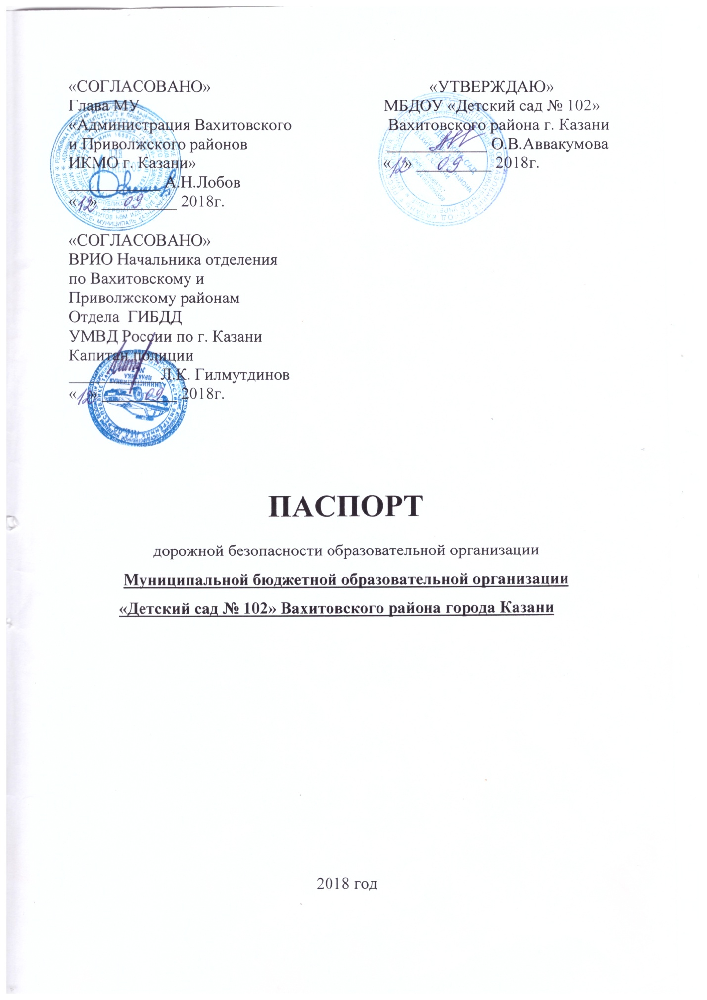 «СОГЛАСОВАНО»
Глава МУ
«Администрация Вахитовского
и Приволжского районов
ИКМО г. Казани»
А.Н.Лобов
«12» 09 2018г.
«УТВЕРЖДАЮ»
МБДОУ «Детский сад № 102»
Вахитовского района г. Казани
О.В.Аввакумова
«12» 09 2018г.
«СОГЛАСОВАНО»
ВРИО Начальника отделения
по Вахитовскому и
Приволжскому районам
Отдела ГИБДД
УМВД России по г. Казани
Капитан полиции
Л.К. Гилмутдинов
«12» 09 2018г.
ПАСПОРТ
дорожной безопасности образовательной организации
Муниципальной бюджетной образовательной организации
«Детский сад № 102» Вахитовского района города Казани
2018 год